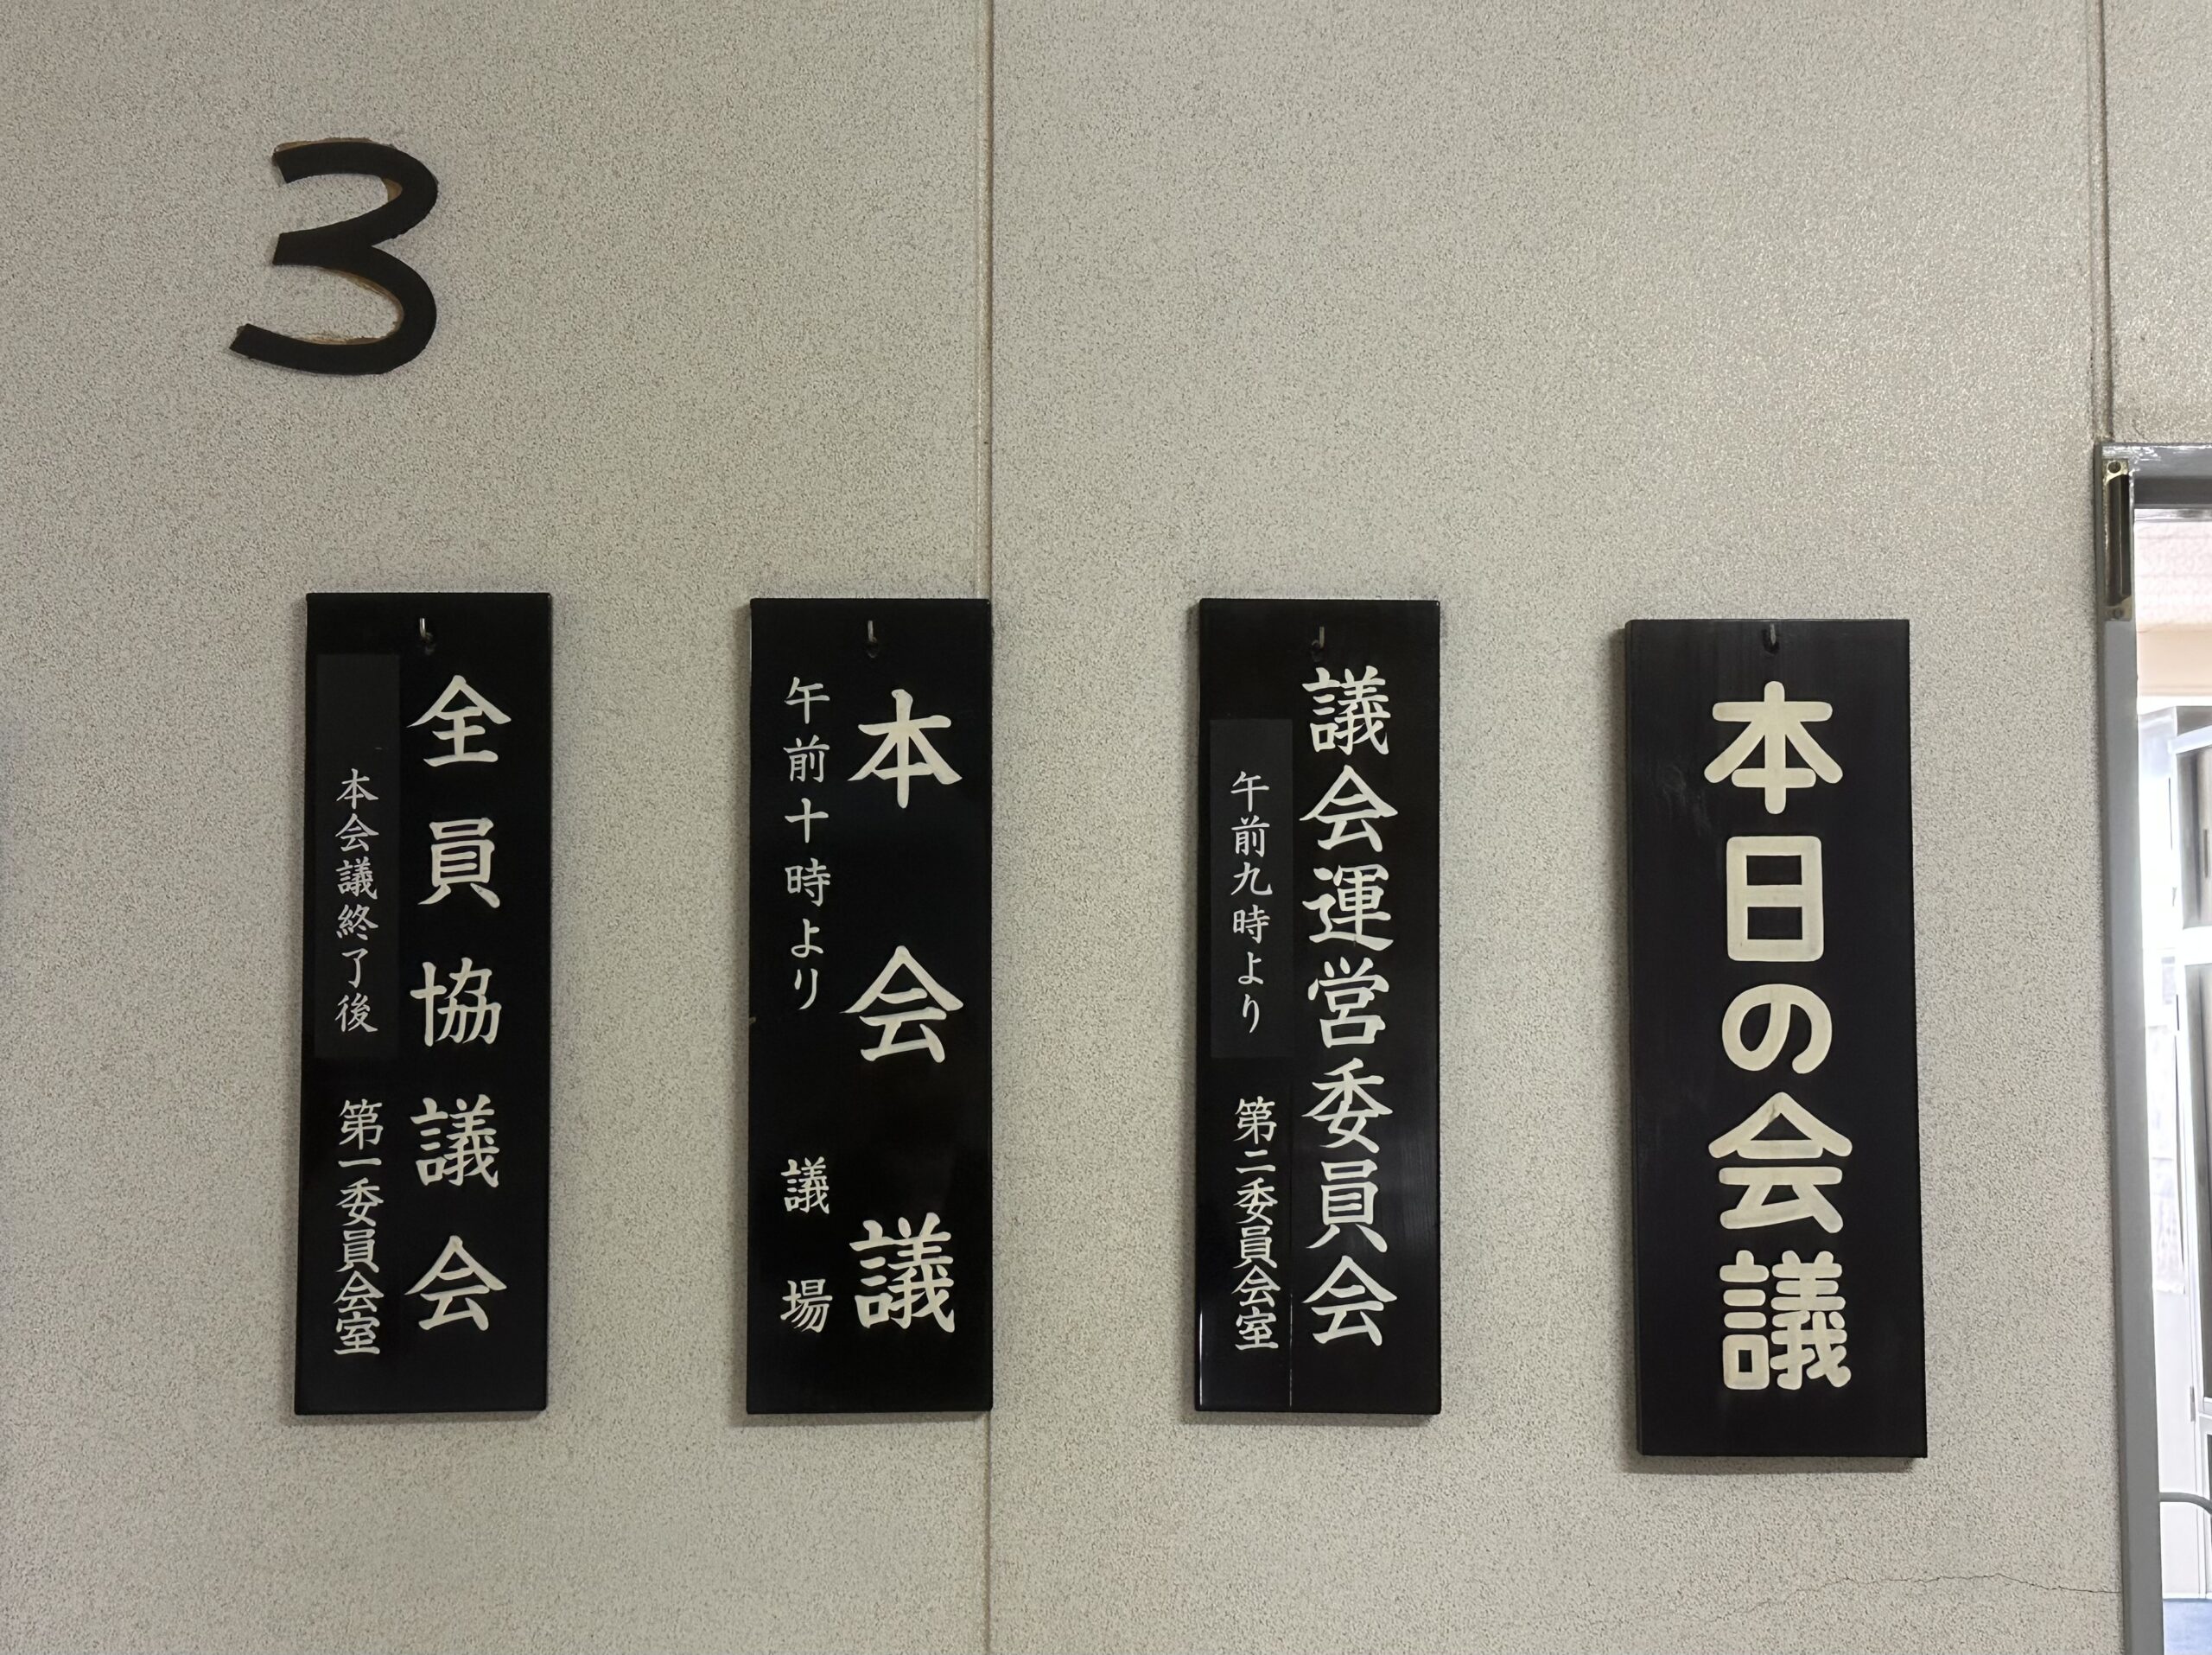 3
本日の会議
議会運営委員会
午前九時より 第二委員会室
本会議
午前十時より 議場
全員協議会
本会議終了後 第一委員会室